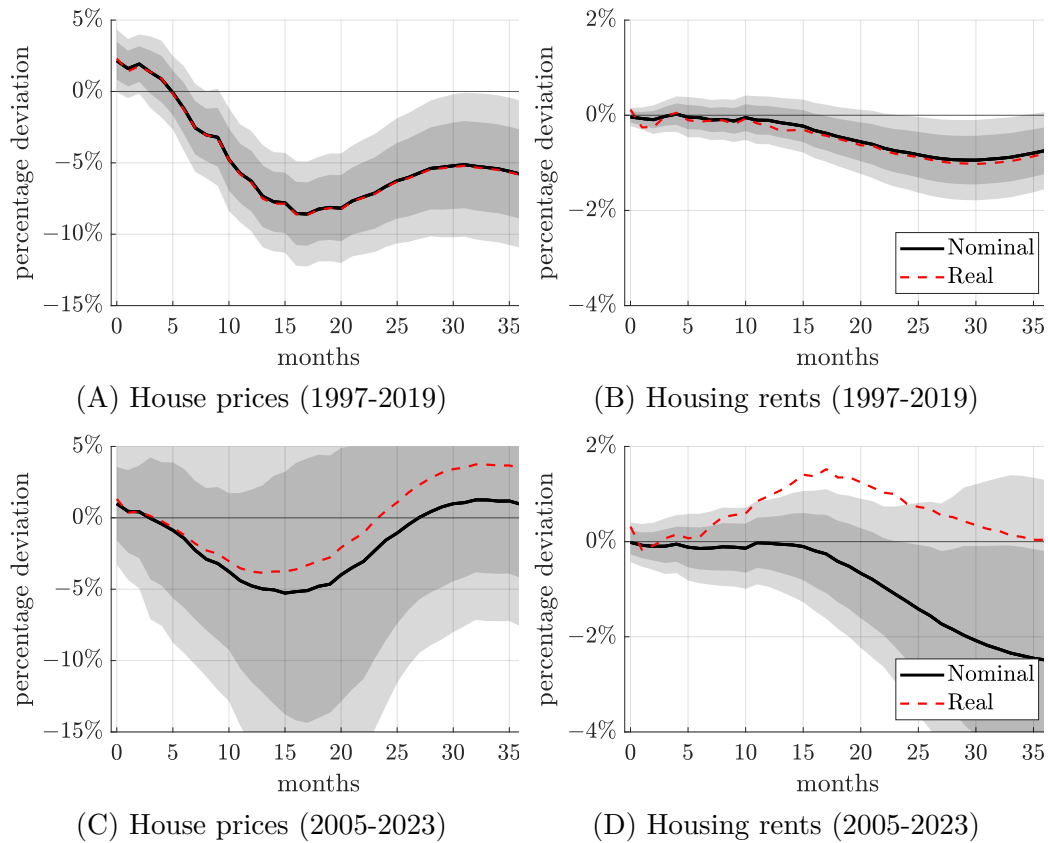 5%
0%
−5%
−10%
−15%
percentage deviation
0 5 10 15 20 25 30 35
months
(A) House prices (1997-2019)
2%
0%
−2%
−4%
percentage deviation
Nominal
Real
0 5 10 15 20 25 30 35
months
(B) Housing rents (1997-2019)
5%
0%
−5%
−10%
−15%
percentage deviation
0 5 10 15 20 25 30 35
months
(C) House prices (2005-2023)
2%
0%
−2%
−4%
percentage deviation
Nominal
Real
0 5 10 15 20 25 30 35
months
(D) Housing rents (2005-2023)